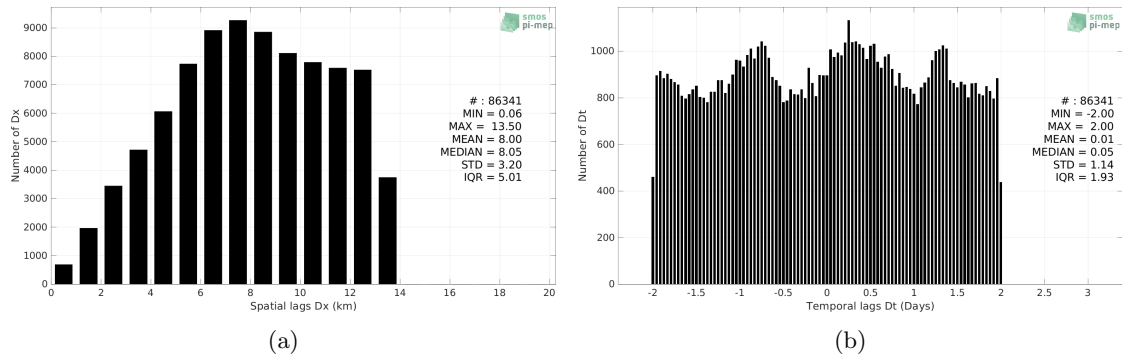 9000
8000
7000
6000
5000
4000
3000
2000
1000
0
Number of Dx
smos
pi-mep
# : 86341
MIN = 0.06
MAX = 13.50
MEAN = 8.00
MEDIAN = 8.05
STD = 3.20
IQR = 5.01
0 2 4 6 8 10 12 14 16 18 20
Spatial lags Dx (km)
(a)
1000
800
600
400
200
0
Number of Dt
smos
pi-mep
# : 86341
MIN = -2.00
MAX = 2.00
MEAN = 0.01
MEDIAN = 0.05
STD = 1.14
IQR = 1.93
-2 -1.5 -1 -0.5 0 0.5 1 1.5 2 2.5 3
Temporal lags Dt (Days)
(b)